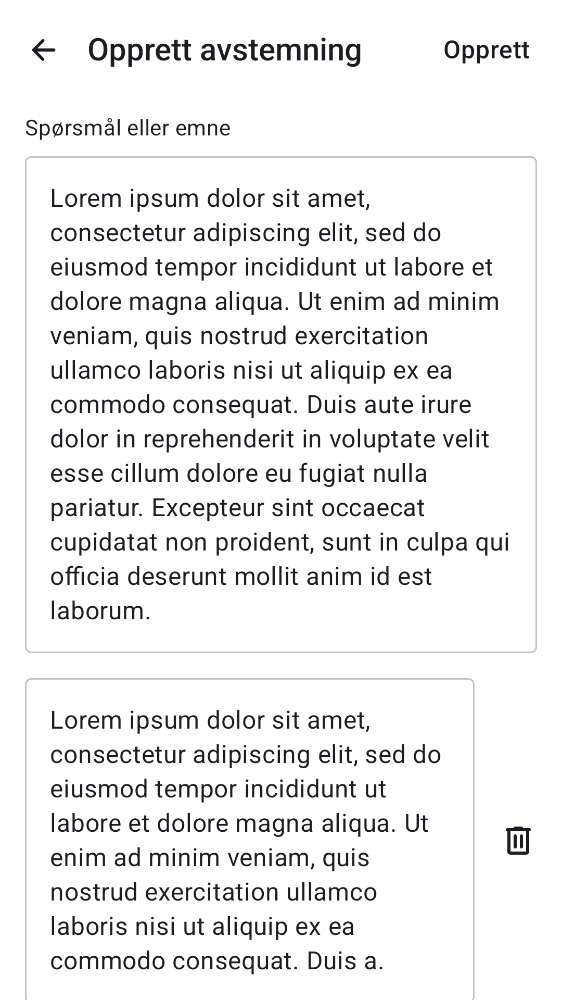 Opprett avstemning
Opprett
Spørsmål eller emne
Lorem ipsum dolor sit amet,
consectetur adipiscing elit, sed do
eiusmod tempor incididunt ut labore et
dolore magna aliqua. Ut enim ad minim
veniam, quis nostrud exercitation
ullamco laboris nisi ut aliquip ex ea
commodo consequat. Duis aute irure
dolor in reprehenderit in voluptate velit
esse cillum dolore eu fugiat nulla
pariatur. Excepteur sint occaecat
cupidatat non proident, sunt in culpa qui
officia deserunt mollit anim id est
laborum.
Lorem ipsum dolor sit amet,
consectetur adipiscing elit, sed do
eiusmod tempor incididunt ut
labore et dolore magna aliqua. Ut
enim ad minim veniam, quis
nostrud exercitation ullamco
laboris nisi ut aliquip ex ea
commodo consequat. Duis a.